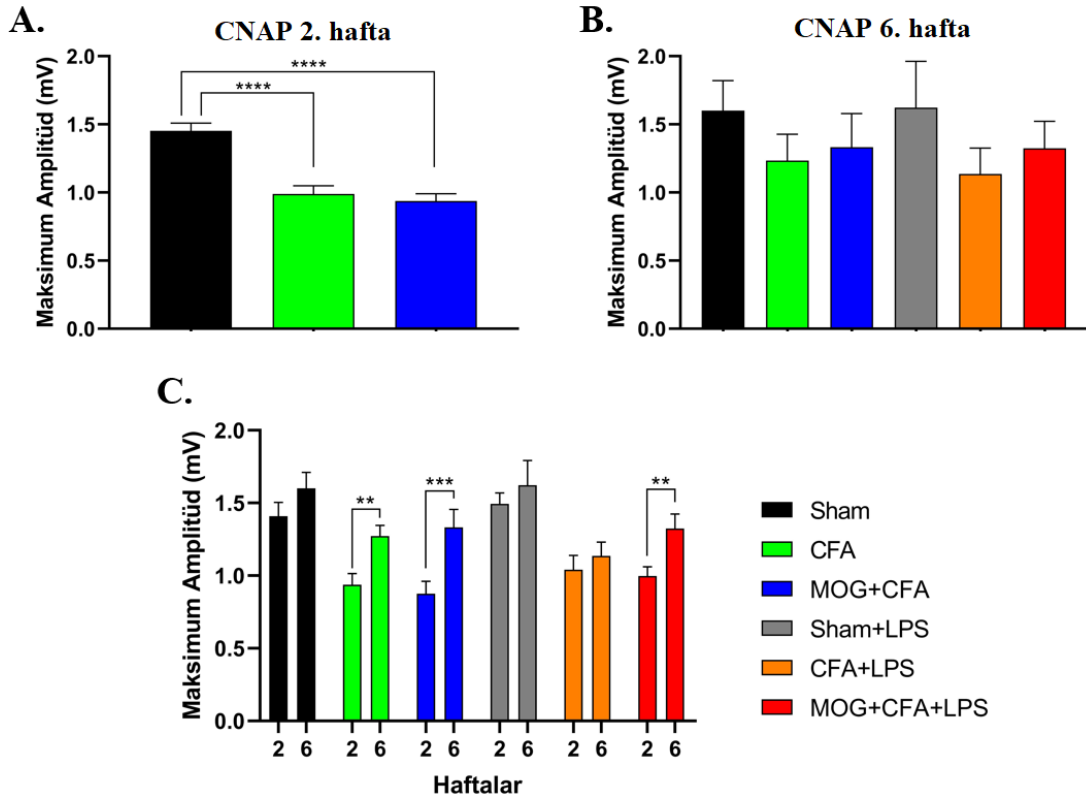 A.
CNAP 2. hafta
Maksimum Amplitüd (mV)
2.0
1.5
1.0
0.5
0.0
****
****
B.
CNAP 6. hafta
Maksimum Amplitüd (mV)
2.0
1.5
1.0
0.5
0.0
C.
Maksimum Amplitüd (mV)
2.0
1.5
1.0
0.5
0.0
** *** **
2 6 2 6 2 6 2 6 2 6 2 6
Haftalar
Sham
CFA
MOG+CFA
Sham+LPS
CFA+LPS
MOG+CFA+LPS